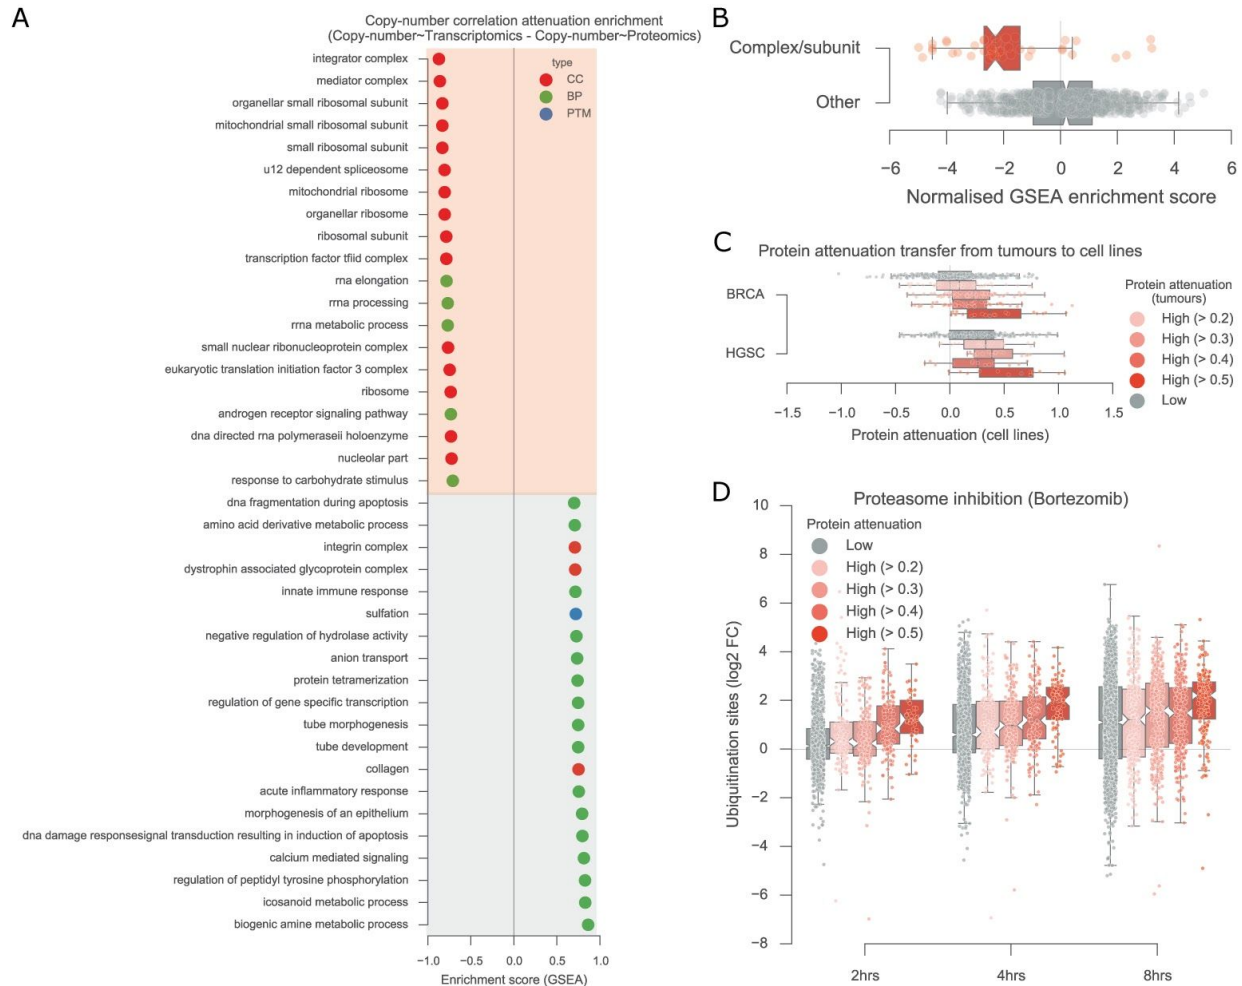 A
Copy-number correlation attenuation enrichment
(Copy-number~Transcriptomics - Copy-number~Proteomics)
integrator complex
mediator complex
organellar small ribosomal subunit
mitochondrial small ribosomal subunit
small ribosomal subunit
u12 dependent spliceosome
mitochondrial ribosome
organellar ribosome
ribosomal subunit
transcription factor tfiid complex
rna elongation
rrna processing
rrna metabolic process
small nuclear ribonucleoprotein complex
eukaryotic translation initiation factor 3 complex
ribosome
androgen receptor signaling pathway
dna directed rna polymeraseii holoenzyme
nucleolar part
response to carbohydrate stimulus
dna fragmentation during apoptosis
amino acid derivative metabolic process
integrin complex
dystrophin associated glycoprotein complex
innate immune response
sulfation
negative regulation of hydrolase activity
anion transport
protein tetramerization
regulation of gene specific transcription
tube morphogenesis
tube development
collagen
acute inflammatory response
morphogenesis of an epithelium
dna damage responsesignal transduction resulting in induction of apoptosis
calcium mediated signaling
regulation of peptidyl tyrosine phosphorylation
icosanoid metabolic process
biogenic amine metabolic process
type
CC
BP
PTM
−1.0 −0.5 0.0 0.5 1.0
Enrichment score (GSEA)
B
Complex/subunit
Other
−6 −4 −2 0 2 4 6
Normalised GSEA enrichment score
C
Protein attenuation transfer from tumours to cell lines
BRCA
HGSC
Protein attenuation
(tumours)
High (> 0.2)
High (> 0.3)
High (> 0.4)
High (> 0.5)
Low
−1.5 −1.0 −0.5 0.0 0.5 1.0 1.5
Protein attenuation (cell lines)
D
Proteasome inhibition (Bortezomib)
Protein attenuation
Low
High (> 0.2)
High (> 0.3)
High (> 0.4)
High (> 0.5)
Ubiquitination sites (log2 FC)
10
8
6
4
2
0
−2
−4
−6
−8
2hrs 4hrs 8hrs